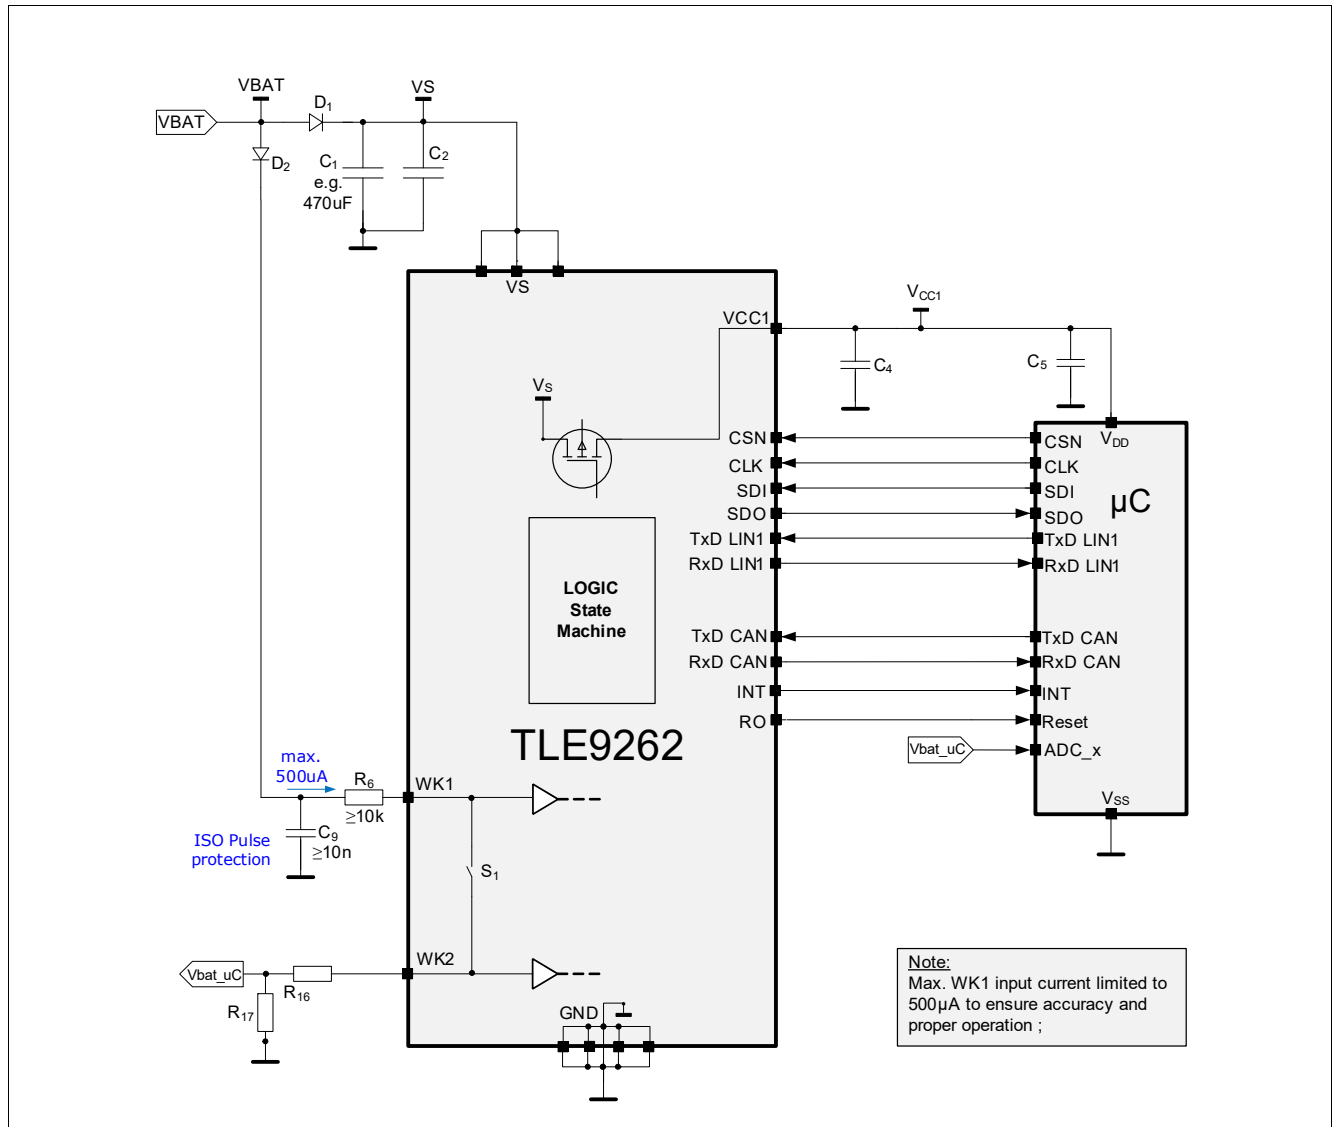 VBAT
VS
VBAT
D1
D2
C1
e.g.
470uF
C2
VS
VCC1
VCC1
C4
C5
VS
CSN
CLK
SDI
SDO
TxD LIN1
RxD LIN1
TxD CAN
RxD CAN
INT
RO
CSN
VDD
CLK
SDI
µC
SDO
TxD LIN1
RxD LIN1
TxD CAN
RxD CAN
INT
Reset
Vbat_uC
ADC_x
VSS
LOGIC
State
Machine
TLE9262
max.
500uA
R6
≥10k
WK1
ISO Pulse
protection
C9
≥10n
S1
WK2
Vbat_uC
R16
R17
GND
Note:
Max. WK1 input current limited to
500µA to ensure accuracy and
proper operation ;